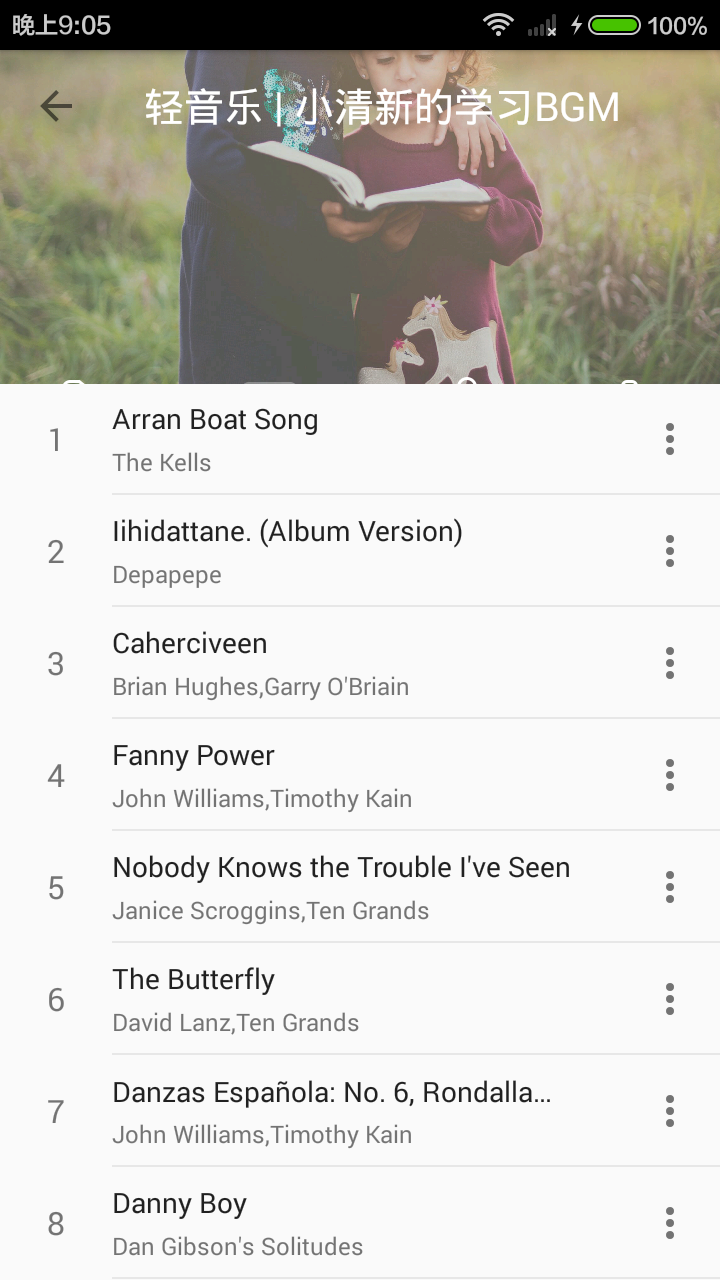 晚上9:05
100%
轻音乐 | 小清新的学习BGM
1
Arran Boat Song
The Kells
2
Iihidattane. (Album Version)
Depapepe
3
Caherciveen
Brian Hughes,Garry O'Briain
4
Fanny Power
John Williams,Timothy Kain
5
Nobody Knows the Trouble I've Seen
Janice Scroggins,Ten Grands
6
The Butterfly
David Lanz,Ten Grands
7
Danzas Española: No. 6, Rondalla...
John Williams,Timothy Kain
8
Danny Boy
Dan Gibson's Solitudes